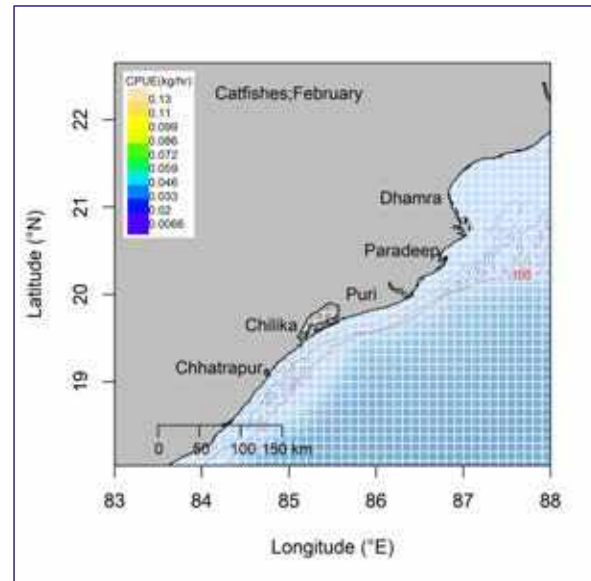 CPUE(kg/hr)
0.13
0.11
0.099
0.086
0.072
0.059
0.046
0.033
0.02
0.0066
Catfishes;February
Dhamra
Paradeep
Puri
Chilika
Chhatrapur
100
0 50 100 150 km
22
21
20
19
Latitude (°N)
83 84 85 86 87 88
Longitude (°E)